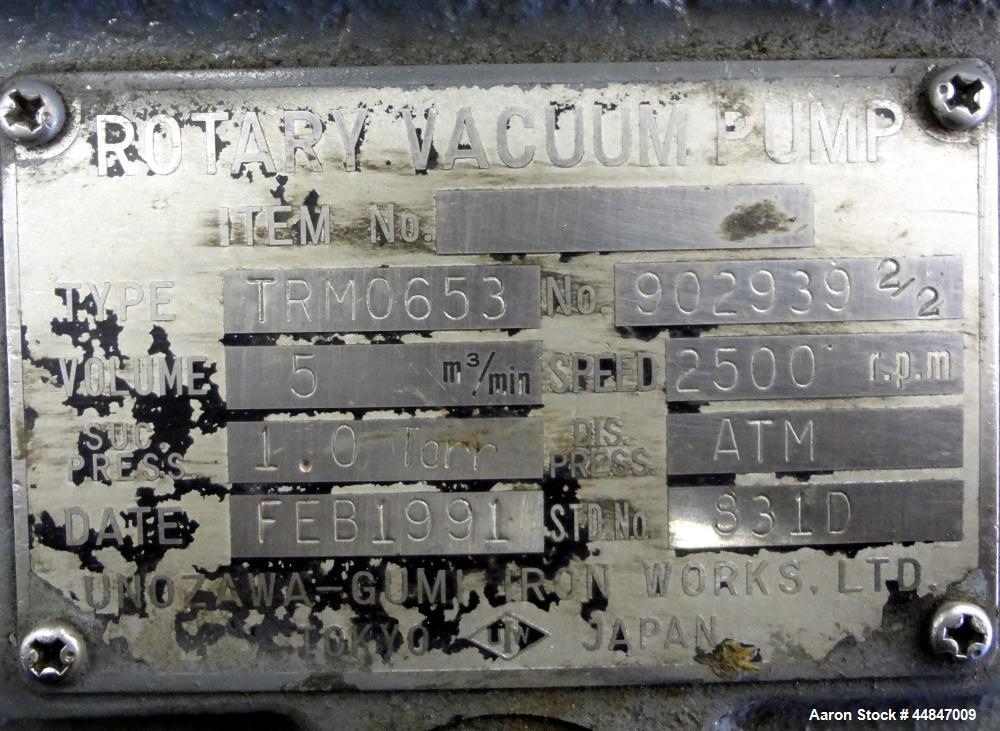 ROTARY VACUUM PUMP
ITEM No.
TYPE TRM0653 No. 902939 2/2
VOLUME 5 m³/min SPEED 2500 r.p.m
SUC. PRESS. 1.0 Torr DIS. PRESS. ATM
DATE FEB1991 STD.No. 831D
UNOZAWA-GUMI IRON WORKS, LTD.
TOKYO UIW JAPAN
Aaron Stock # 44847009